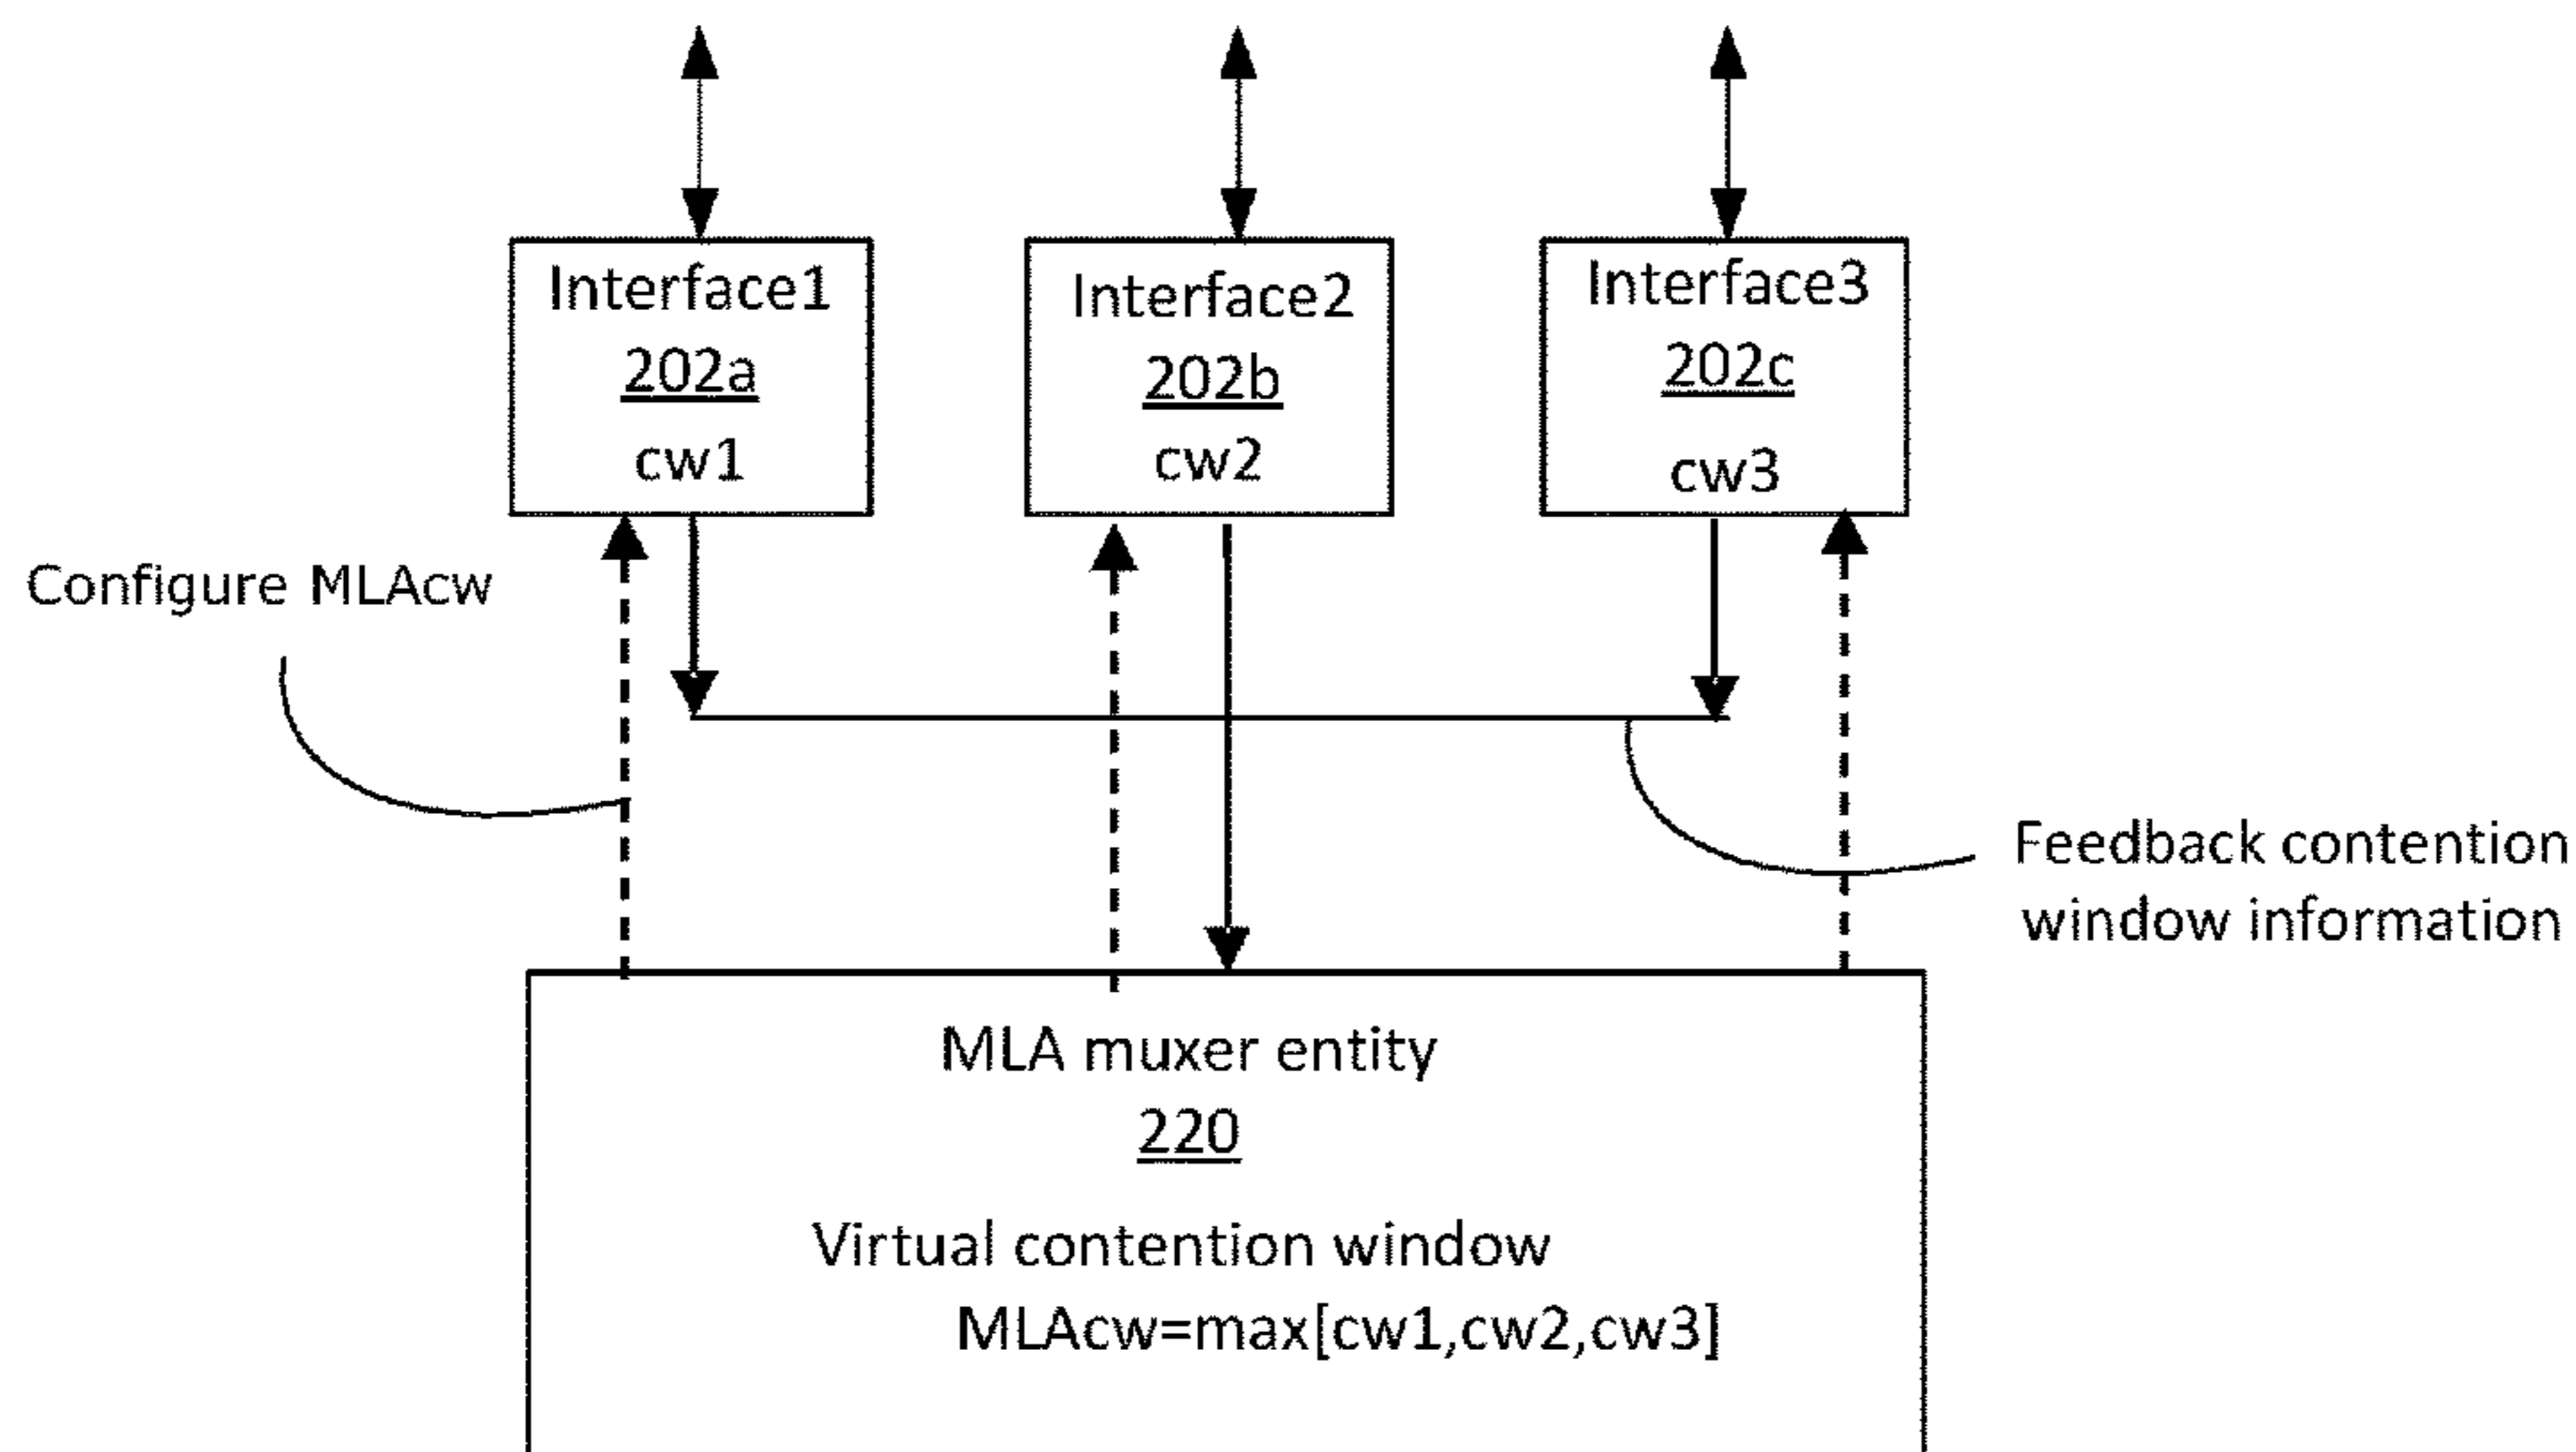 Interface1
202a
cw1
Interface2
202b
cw2
Interface3
202c
cw3
Configure MLAcw
Feedback contention
window information
MLA muxer entity
220
Virtual contention window
MLAcw=max[cw1,cw2,cw3]